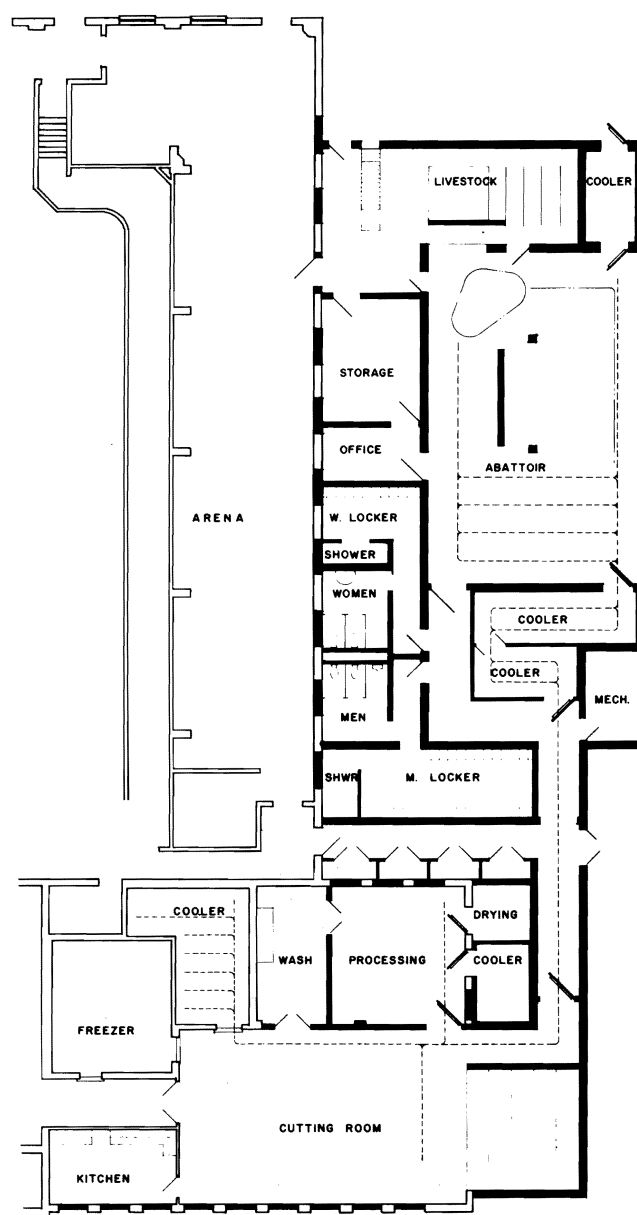 LIVESTOCK
COOLER
STORAGE
OFFICE
ABATTOIR
ARENA
W. LOCKER
SHOWER
WOMEN
COOLER
COOLER
MECH.
MEN
SHWR
M. LOCKER
COOLER
DRYING
WASH
PROCESSING
COOLER
FREEZER
CUTTING ROOM
KITCHEN